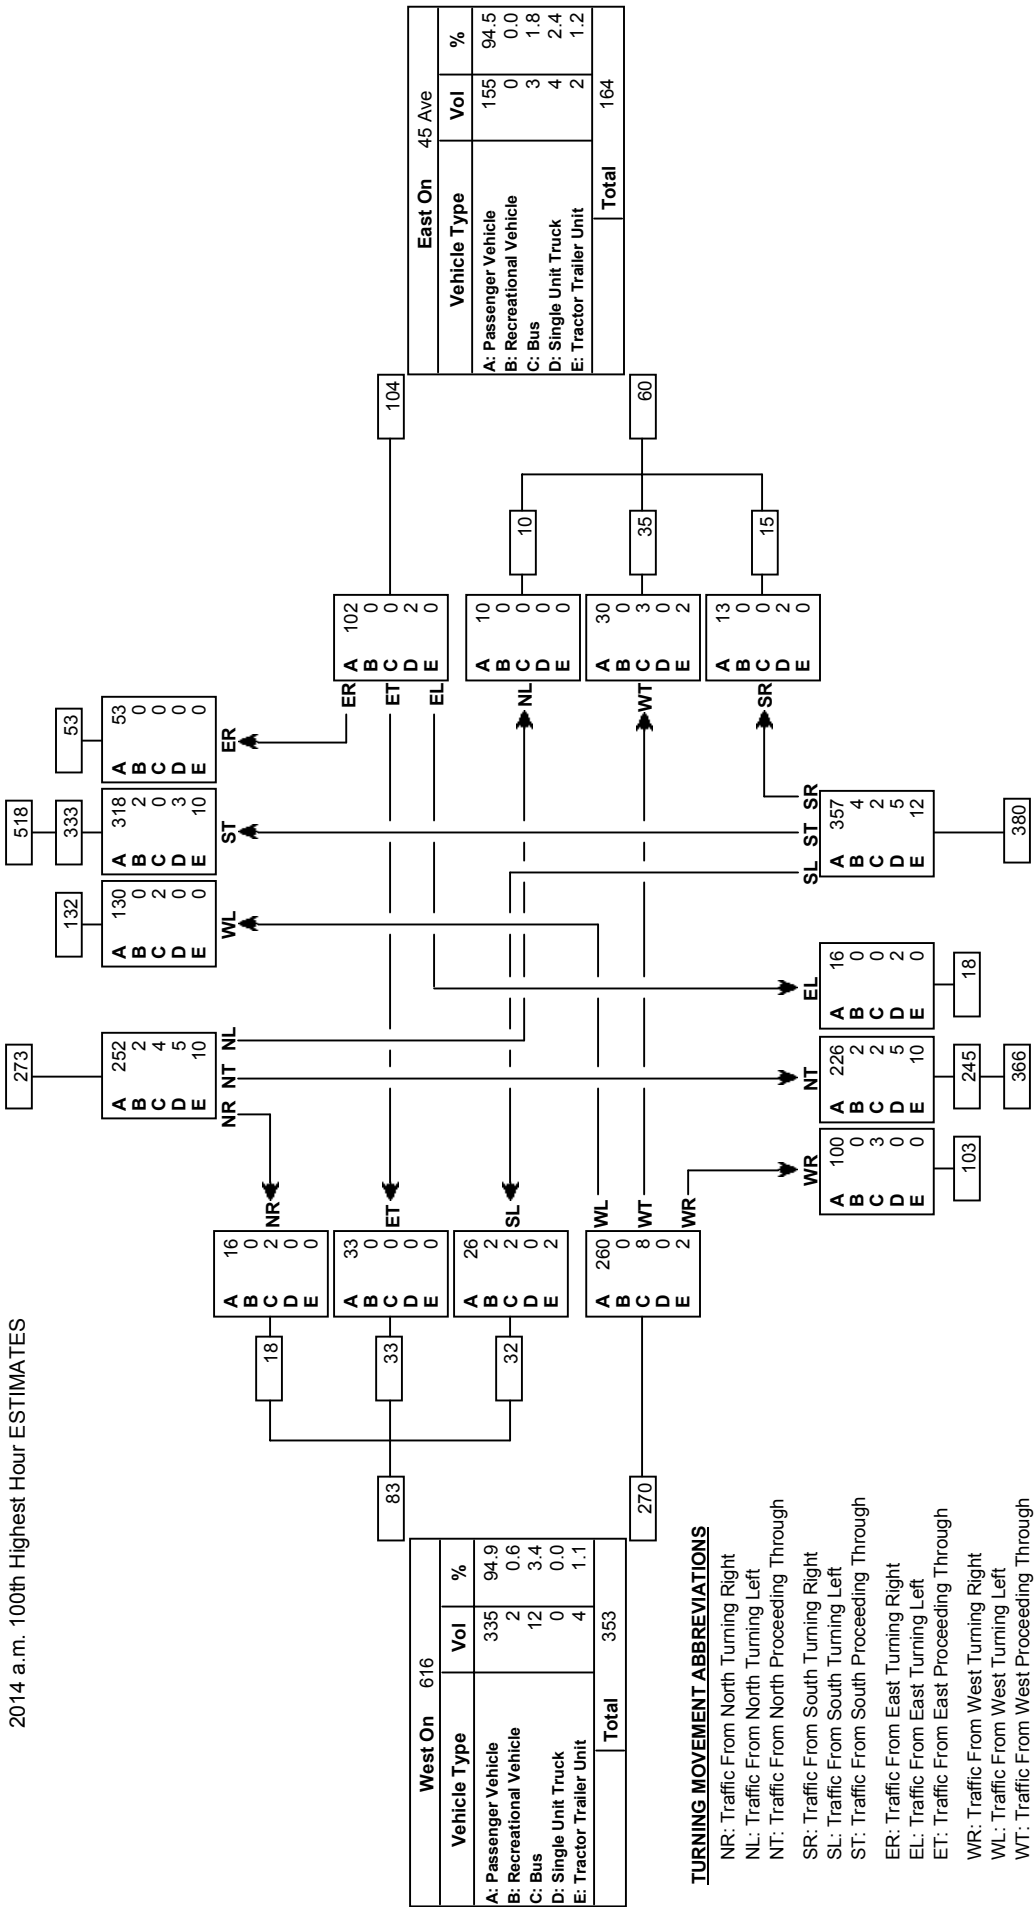 2014 a.m. 100th Highest Hour ESTIMATES
273
A 252
B 2
C 4
D 5
E 10
NR NT NL
132
A 130
B 0
C 2
D 0
E 0
WL
518
333
A 318
B 2
C 0
D 3
E 10
ST
53
A 53
B 0
C 0
D 0
E 0
ER
West On 616
Vehicle Type Vol %
A: Passenger Vehicle 335 94.9
B: Recreational Vehicle 2 0.6
C: Bus 12 3.4
D: Single Unit Truck 0 0.0
E: Tractor Trailer Unit 4 1.1
Total 353
83
18
A 16
B 0
C 2
D 0
E 0
NR
33
A 33
B 0
C 0
D 0
E 0
ET
32
A 26
B 2
C 2
D 0
E 2
SL
270
A 260
B 0
C 8
D 0
E 2
WL
WT
WR
ER
ET
EL
A 102
B 0
C 0
D 2
E 0
104
NL
A 10
B 0
C 0
D 0
E 0
10
WT
A 30
B 0
C 3
D 0
E 2
35
SR
A 13
B 0
C 0
D 2
E 0
15
60
East On 45 Ave
Vehicle Type Vol %
A: Passenger Vehicle 155 94.5
B: Recreational Vehicle 0 0.0
C: Bus 3 1.8
D: Single Unit Truck 4 2.4
E: Tractor Trailer Unit 2 1.2
Total 164
WR
A 100
B 0
C 3
D 0
E 0
103
NT
A 226
B 2
C 2
D 5
E 10
245
366
EL
A 16
B 0
C 0
D 2
E 0
18
SL ST SR
A 357
B 4
C 2
D 5
E 12
380
TURNING MOVEMENT ABBREVIATIONS
NR: Traffic From North Turning Right
NL: Traffic From North Turning Left
NT: Traffic From North Proceeding Through
SR: Traffic From South Turning Right
SL: Traffic From South Turning Left
ST: Traffic From South Proceeding Through
ER: Traffic From East Turning Right
EL: Traffic From East Turning Left
ET: Traffic From East Proceeding Through
WR: Traffic From West Turning Right
WL: Traffic From West Turning Left
WT: Traffic From West Proceeding Through